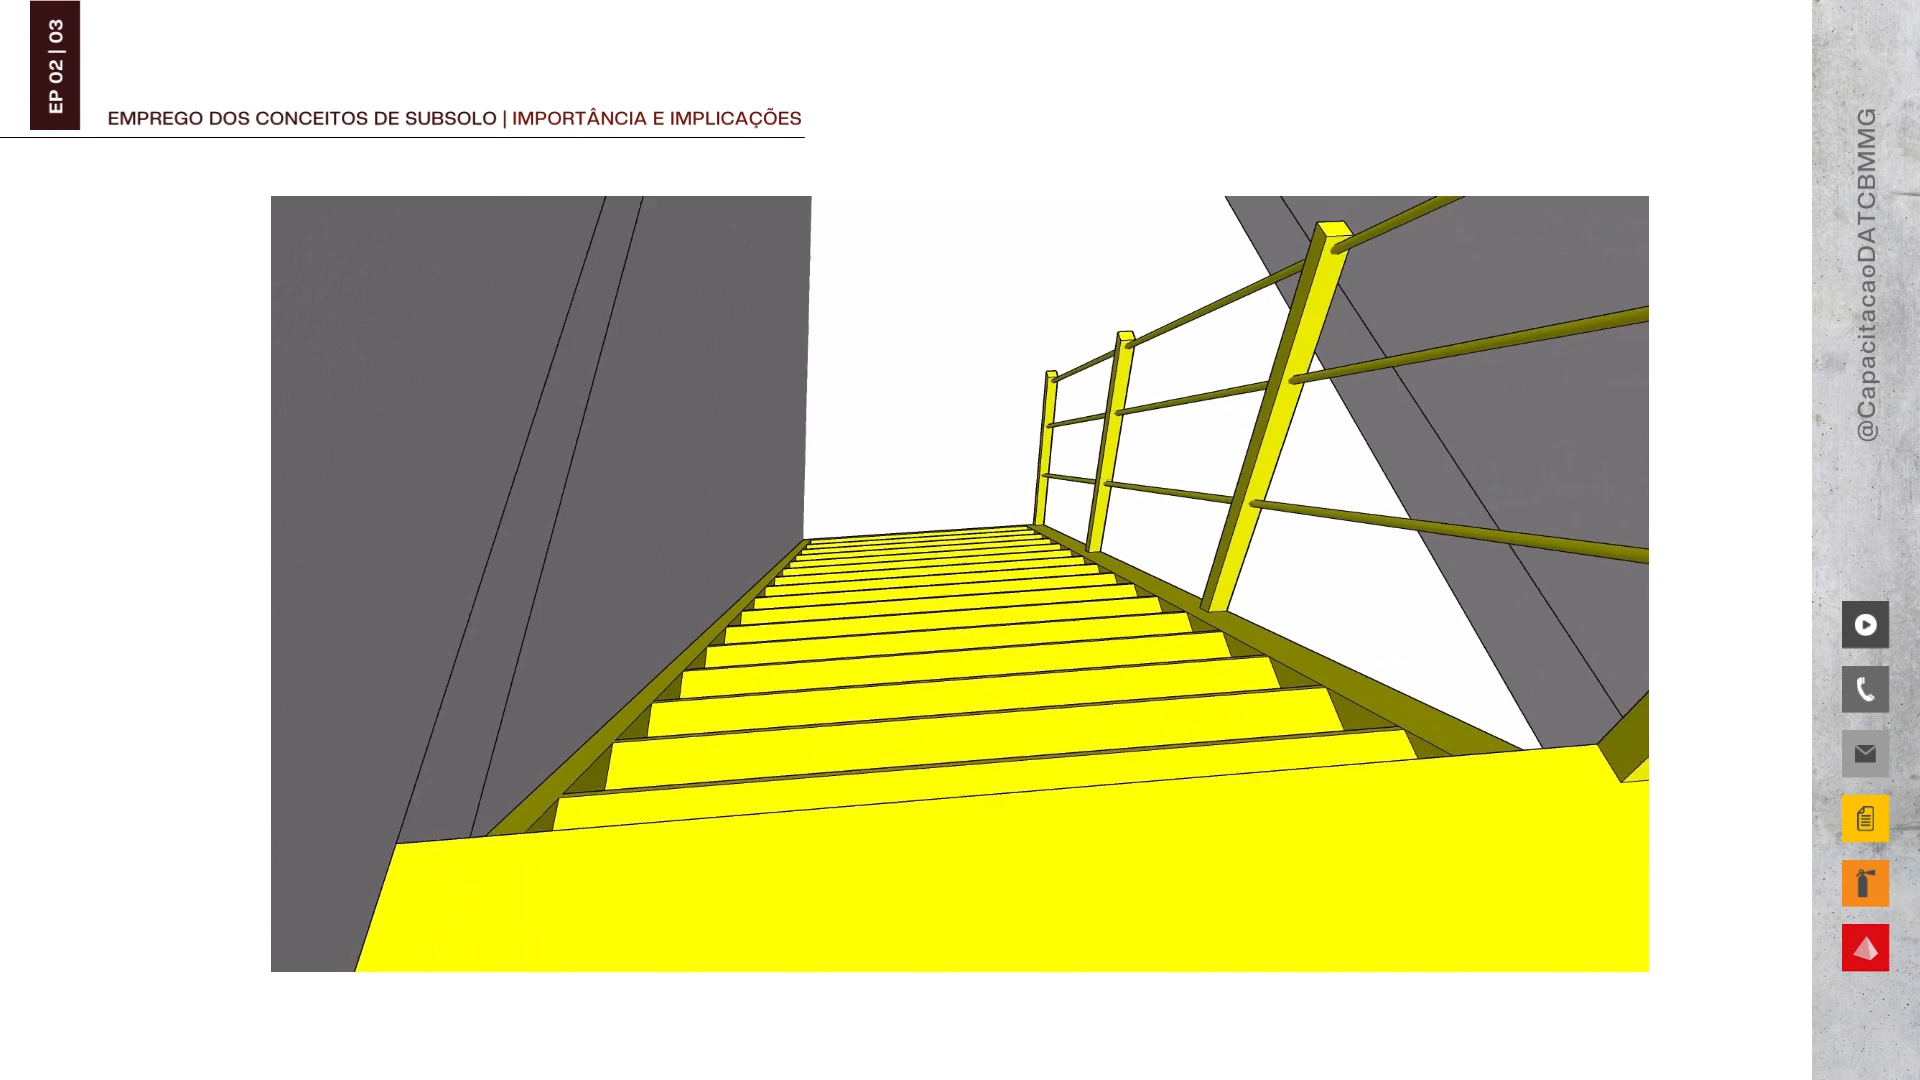 EP 02 | 03
EMPREGO DOS CONCEITOS DE SUBSOLO | IMPORTÂNCIA E IMPLICAÇÕES
@CapacitacaoDATCBMMG